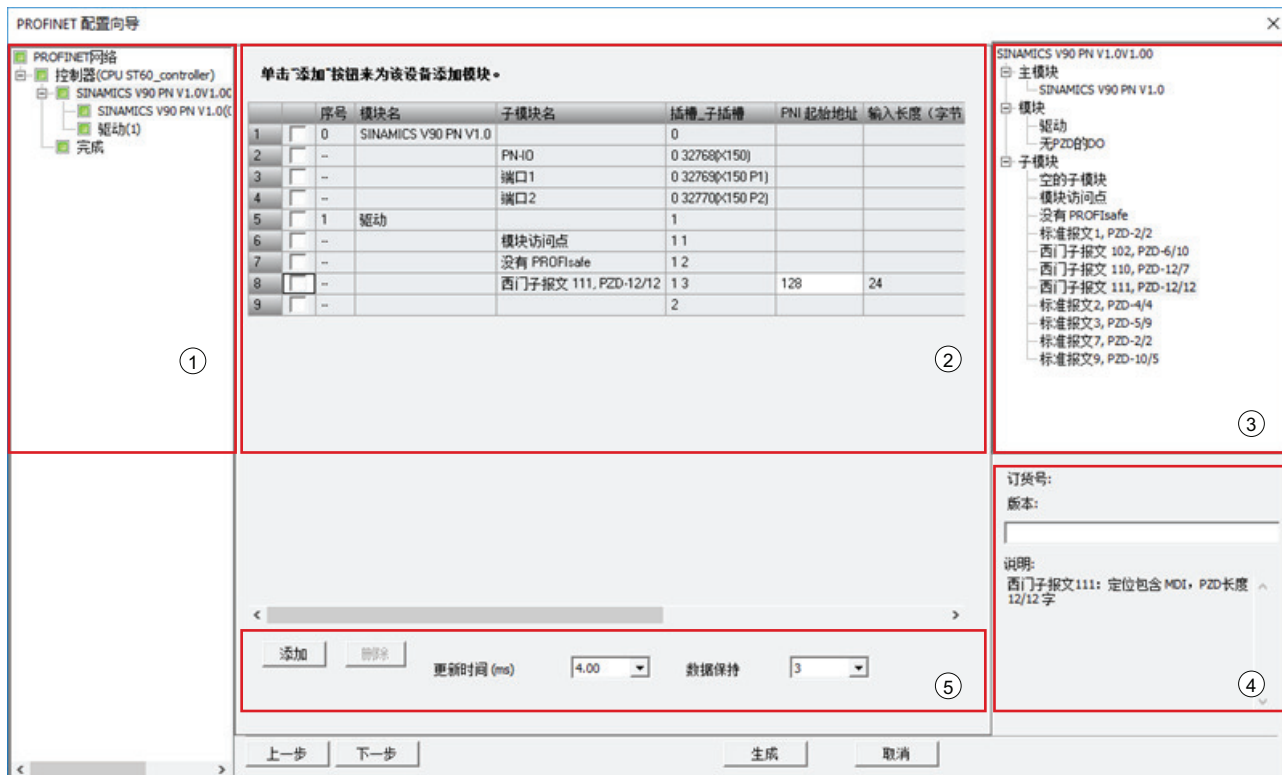 PROFINET 配置向导
PROFINET网络
控制器(CPU ST60_controller)
SINAMICS V90 PN V1.0V1.00
SINAMICS V90 PN V1.0(0
驱动(1)
完成
①
单击"添加"按钮来为该设备添加模块。
序号 模块名 子模块名 插槽_子插槽 PNI 起始地址 输入长度（字节
1 0 SINAMICS V90 PN V1.0 0
2 -- PN-IO 0 32768(X150)
3 -- 端口1 0 32769(X150 P1)
4 -- 端口2 0 32770(X150 P2)
5 1 驱动 1
6 -- 模块访问点 1 1
7 -- 没有 PROFIsafe 1 2
8 -- 西门子报文 111, PZD-12/12 1 3 128 24
9 -- 2
②
SINAMICS V90 PN V1.0V1.00
主模块
SINAMICS V90 PN V1.0
模块
驱动
无PZD的DO
子模块
空的子模块
模块访问点
没有 PROFIsafe
标准报文1, PZD-2/2
西门子报文 102, PZD-6/10
西门子报文 110, PZD-12/7
西门子报文 111, PZD-12/12
标准报文2, PZD-4/4
标准报文3, PZD-5/9
标准报文7, PZD-2/2
标准报文9, PZD-10/5
③
订货号:
版本:
说明:
西门子报文111：定位包含 MDI，PZD长度
12/12 字
④
添加 删除 更新时间 (ms) 4.00 数据保持 3
⑤
上一步 下一步 生成 取消